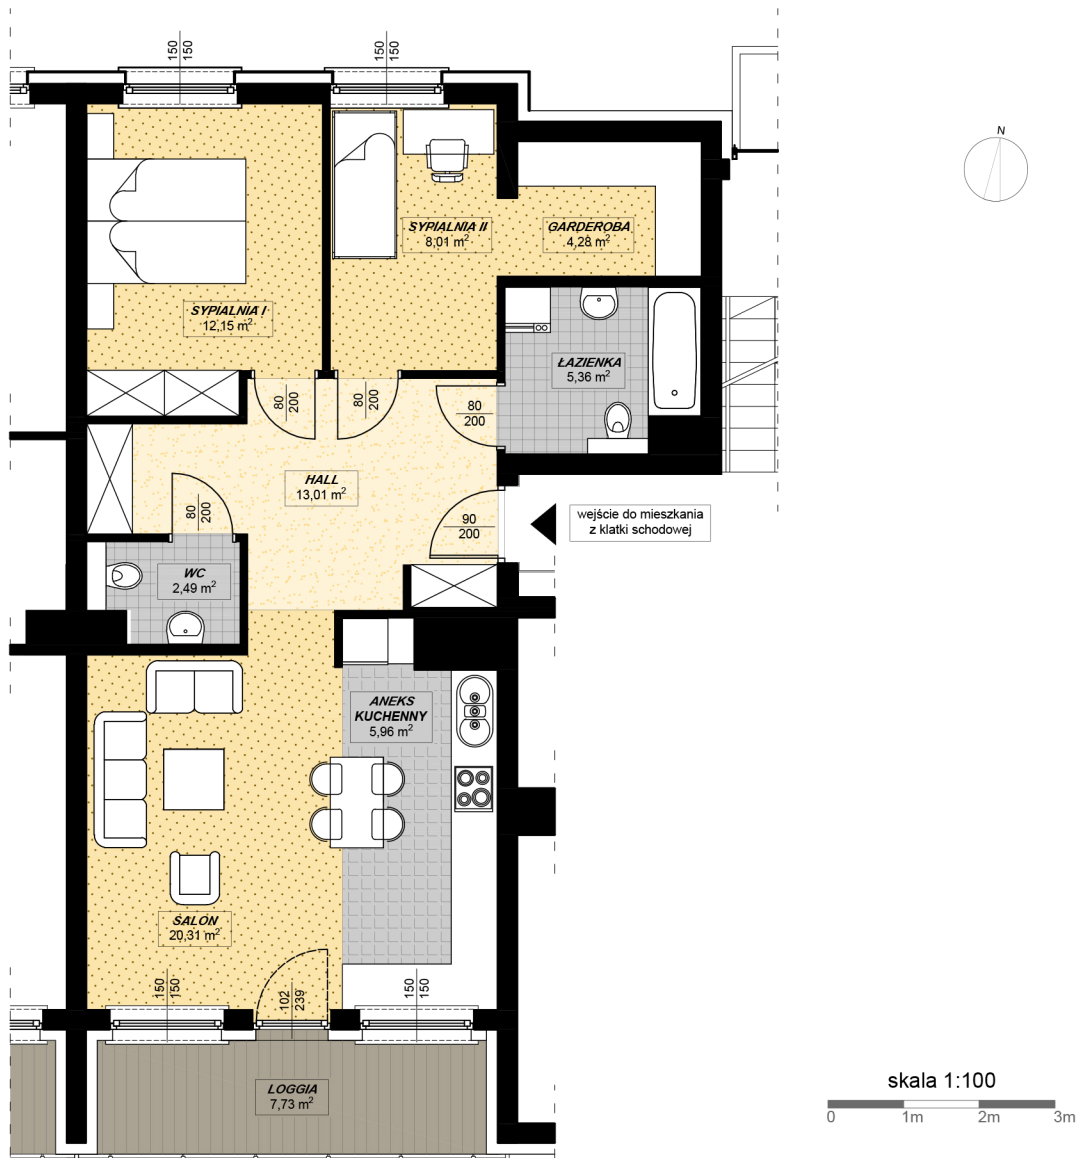 150
150
150
150
N
SYPIALNIA II
8,01 m²
GARDEROBA
4,28 m²
SYPIALNIA I
12,15 m²
ŁAZIENKA
5,36 m²
80
200
80
200
80
200
HALL
13,01 m²
80
200
90
200
wejście do mieszkania
z klatki schodowej
WC
2,49 m²
ANEKS
KUCHENNY
5,96 m²
SALON
20,31 m²
150
150
102
239
150
150
LOGGIA
7,73 m²
skala 1:100
0 1m 2m 3m